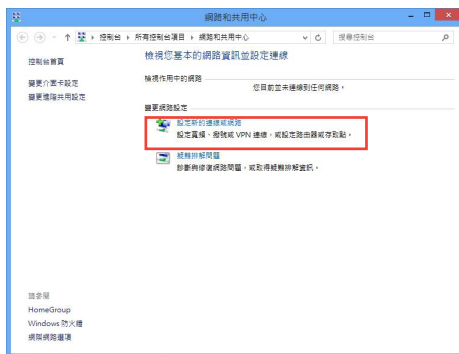 網路和共用中心
控制台 ▸ 所有控制台項目 ▸ 網路和共用中心
搜尋控制台
控制台首頁
變更介面卡設定
變更進階共用設定
檢視您基本的網路資訊並設定連線
檢視作用中的網路
您目前並未連線到任何網路。
變更網路設定
設定新的連線或網路
設定寬頻、撥號或 VPN 連線，或設定路由器或存取點。
疑難排解問題
診斷與修復網路問題，或取得疑難排解資訊。
請參閱
HomeGroup
Windows 防火牆
網際網路選項